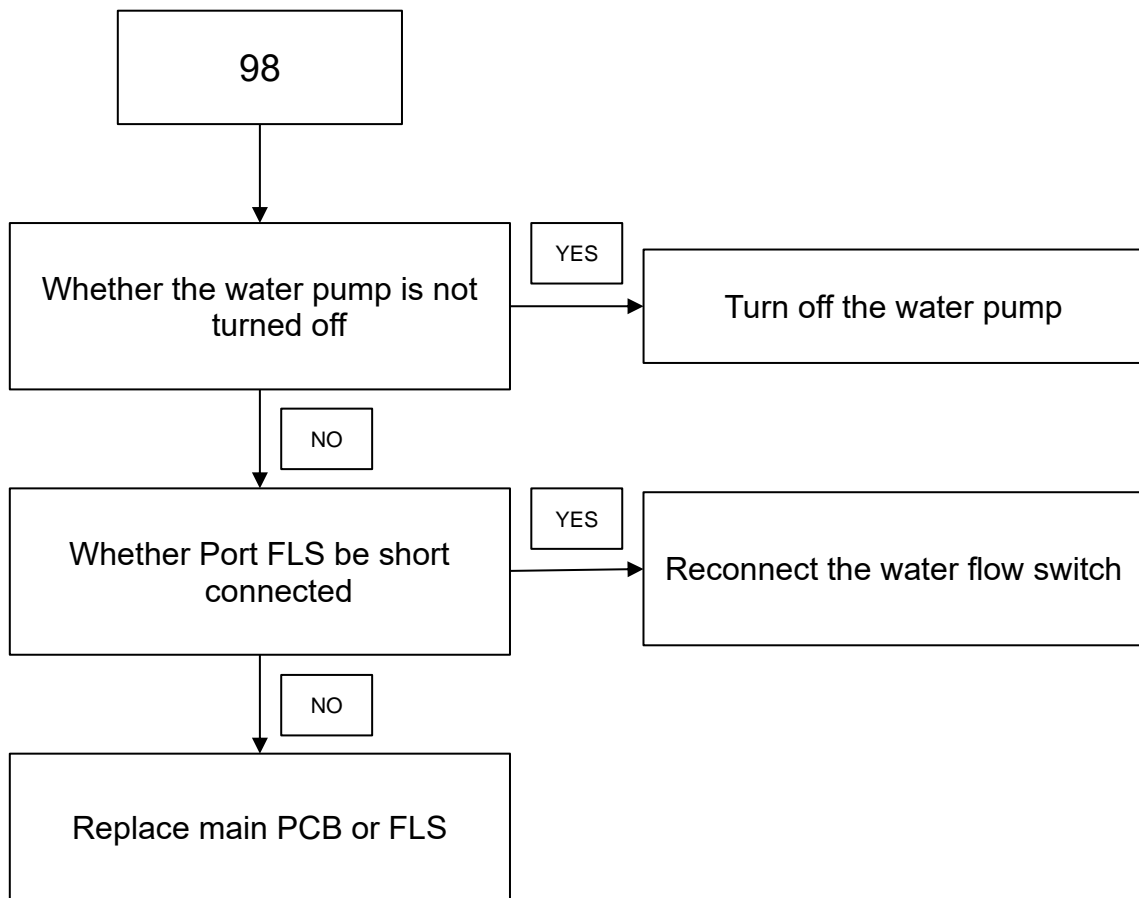 98
Whether the water pump is not
turned off
YES
Turn off the water pump
NO
Whether Port FLS be short
connected
YES
Reconnect the water flow switch
NO
Replace main PCB or FLS